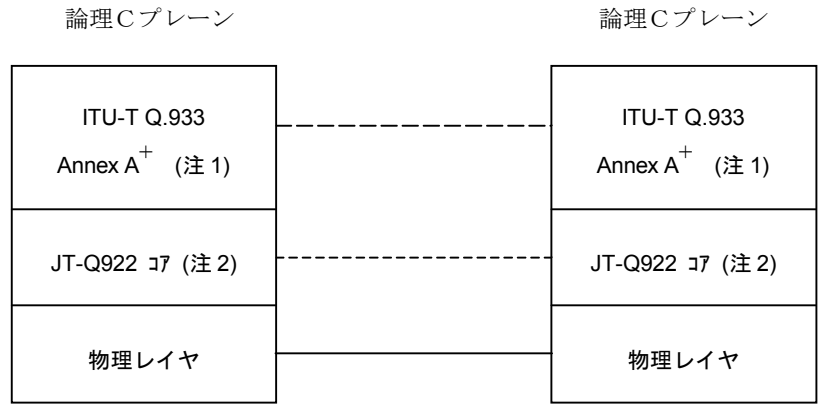 論理Cプレーン 論理Cプレーン
ITU-T Q.933 ITU-T Q.933
Annex A+ (注 1) Annex A+ (注 1)
JT-Q922 ｺｱ (注 2) JT-Q922 ｺｱ (注 2)
物理レイヤ 物理レイヤ